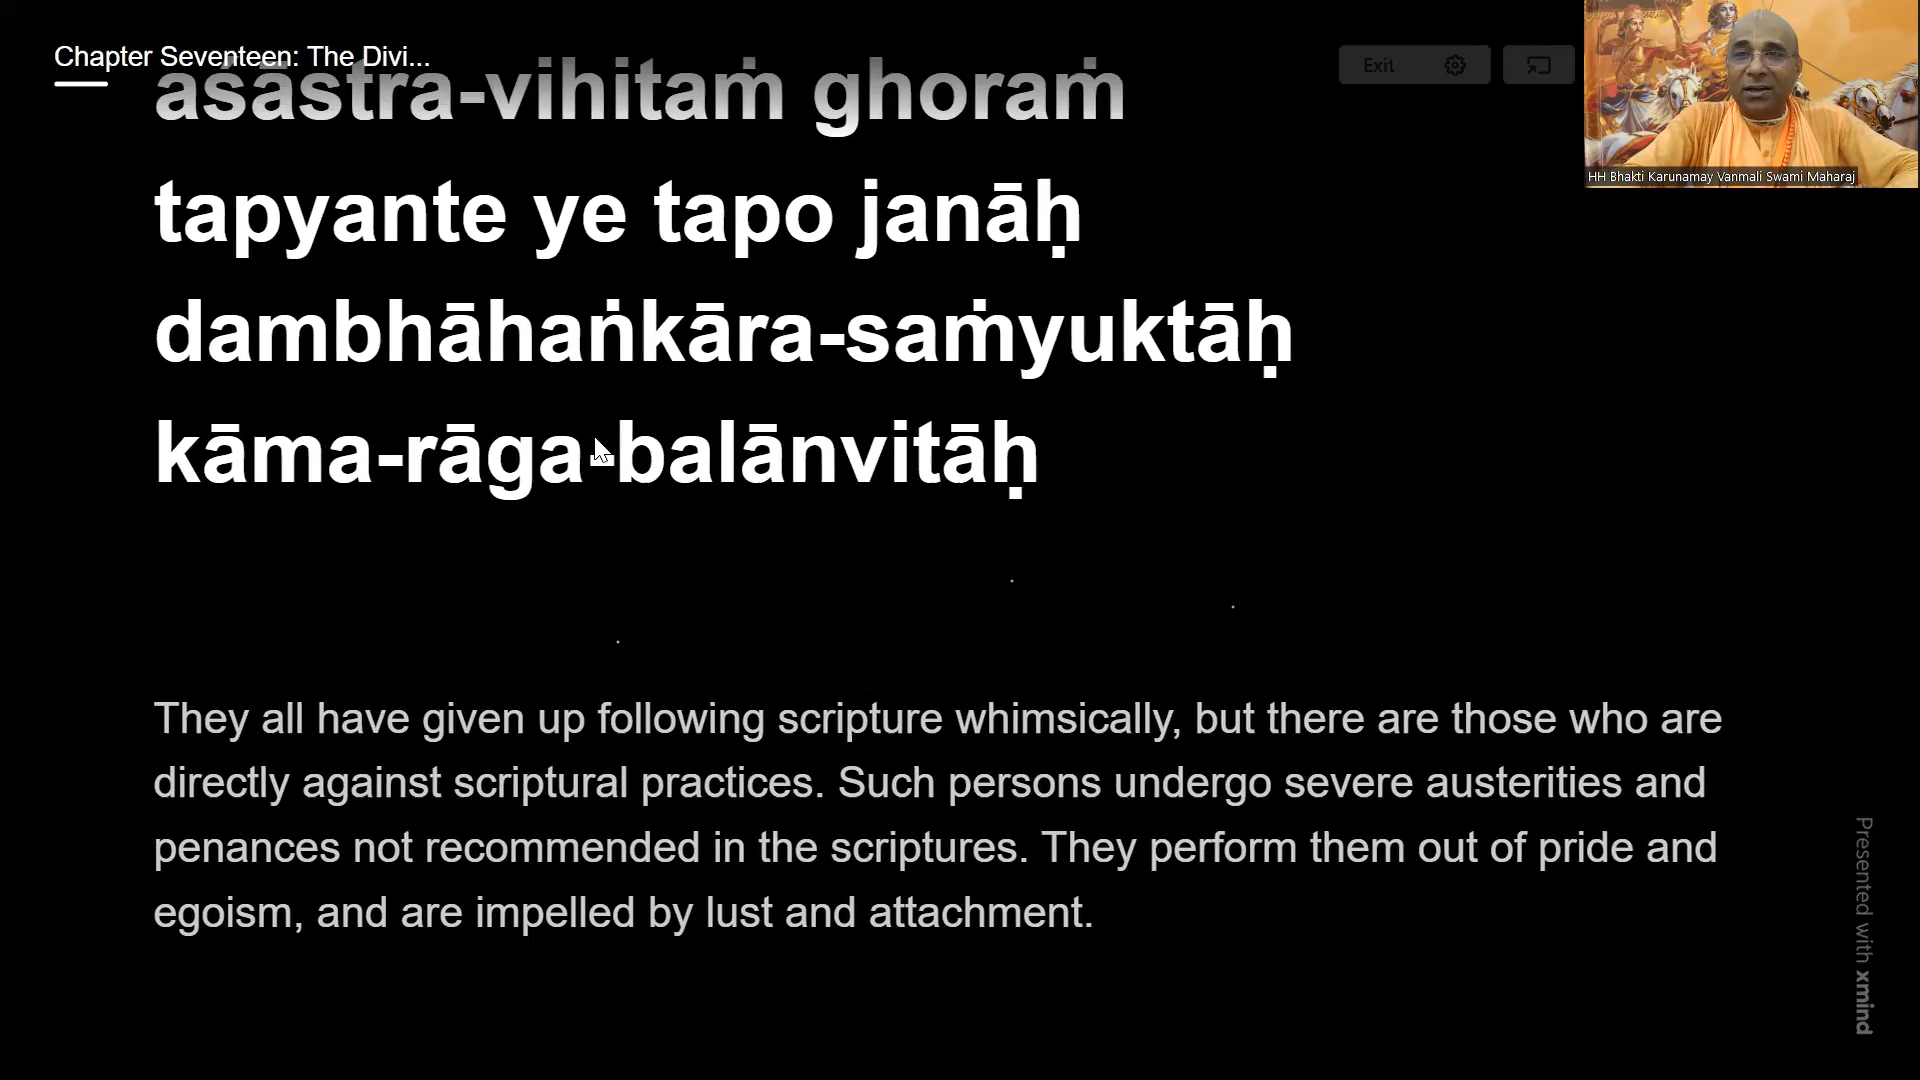 Chapter Seventeen: The Divi...
Exit
HH Bhakti Karunamay Vanmali Swami Maharaj
aśāstra-vihitaṁ ghoraṁ
tapyante ye tapo janāḥ
dambhāhaṅkāra-saṁyuktāḥ
kāma-rāga-balānvitāḥ
They all have given up following scripture whimsically, but there are those who are
directly against scriptural practices. Such persons undergo severe austerities and
penances not recommended in the scriptures. They perform them out of pride and
egoism, and are impelled by lust and attachment.
Presented with xmind